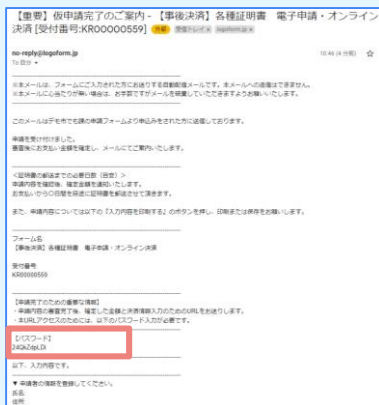 【重要】仮申請完了のご案内 - 【事後決済】各種証明書 電子申請・オンライン
決済 [受付番号:KR00000559] 外部 受信トレイ × logoform.jp ×
no-reply@logoform.jp
10:46 (4 分前)
To 自分
※本メールは、フォームにご入力された方にお送りする自動配信メールです。本メールへの返信はできません。
※本メールに心当たりが無い場合は、お手数ですがメールを破棄していただきますようお願いいたします。
このメールはデモ市でも課の申請フォームより申込みをされた方に送信しております。
申請を受け付けました。
審査後にお支払い金額を確定し、メールにてご案内いたします。
<証明書の郵送までの必要日数（目安）>
申請内容を確認後、確定金額を通知いたします。
お支払いから〇日間を目途に証明書を郵送させて頂きます。
また、申請内容については以下の「入力内容を印刷する」のボタンを押し、印刷または保存をお願いします。
フォーム名
【事後決済】各種証明書 電子申請・オンライン決済
受付番号
KR00000559
【申請完了のための重要な情報】
・申請内容の審査完了後、確定した金額と決済情報入力のためのURLをお送りします。
・本URLアクセスのためには、以下のパスワード入力が必要です。
【パスワード】
24QkZdpLDi
以下、入力内容です。
▼ 申請者の情報を登録してください。
氏名:
住所: